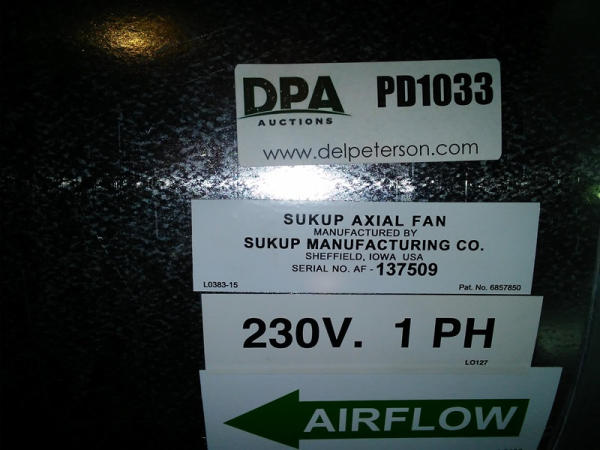 DPA PD1033
AUCTIONS
www.delpeterson.com
SUKUP AXIAL FAN
MANUFACTURED BY
SUKUP MANUFACTURING CO.
SHEFFIELD, IOWA USA
SERIAL NO. AF - 137509
L0383-15 Pat. No. 6857850
230V. 1 PH
LO127
AIRFLOW